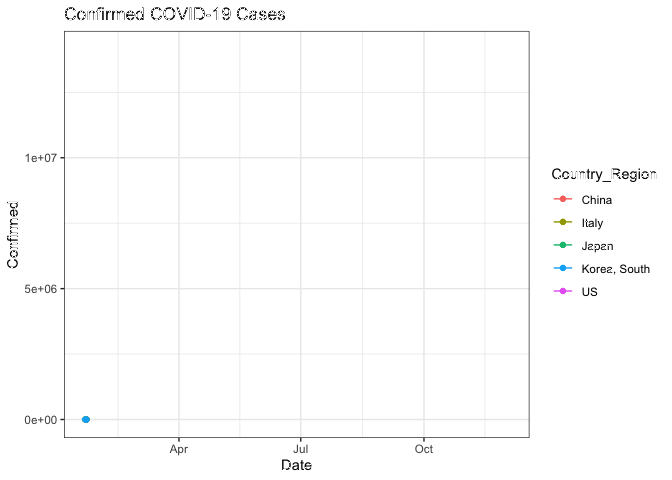 Confirmed COVID-19 Cases
1e+07
5e+06
0e+00
Confirmed
Apr
Jul
Oct
Date
Country_Region
China
Italy
Japan
Korea, South
US